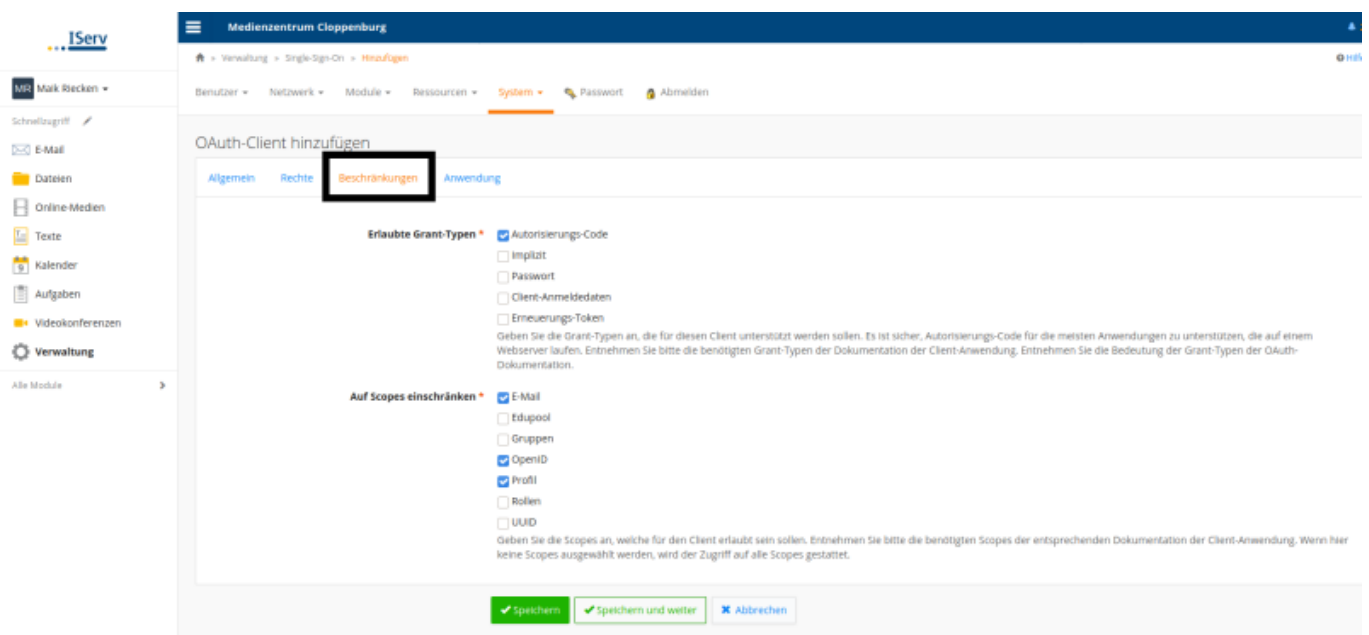 IServ
Medienzentrum Cloppenburg
» Verwaltung » Single-Sign-On » Hinzufügen
MR Maik Riecken
Benutzer Netzwerk Module Ressourcen System Passwort Abmelden
Schnellzugriff
E-Mail
Dateien
Online-Medien
Texte
9 Kalender
Aufgaben
Videokonferenzen
Verwaltung
Alle Module
OAuth-Client hinzufügen
Allgemein Rechte Beschränkungen Anwendung
Erlaubte Grant-Typen * Autorisierungs-Code
Implizit
Passwort
Client-Anmeldedaten
Erneuerungs-Token
Geben Sie die Grant-Typen an, die für diesen Client unterstützt werden sollen. Es ist sicher, Autorisierungs-Code für die meisten Anwendungen zu unterstützen, die auf einem
Webserver laufen. Entnehmen Sie bitte die benötigten Grant-Typen der Dokumentation der Client-Anwendung. Entnehmen Sie die Bedeutung der Grant-Typen der OAuth-
Dokumentation.
Auf Scopes einschränken * E-Mail
Edupool
Gruppen
OpenID
Profil
Rollen
UUID
Geben Sie die Scopes an, welche für den Client erlaubt sein sollen. Entnehmen Sie bitte die benötigten Scopes der entsprechenden Dokumentation der Client-Anwendung. Wenn hier
keine Scopes ausgewählt werden, wird der Zugriff auf alle Scopes gestattet.
Speichern Speichern und weiter Abbrechen